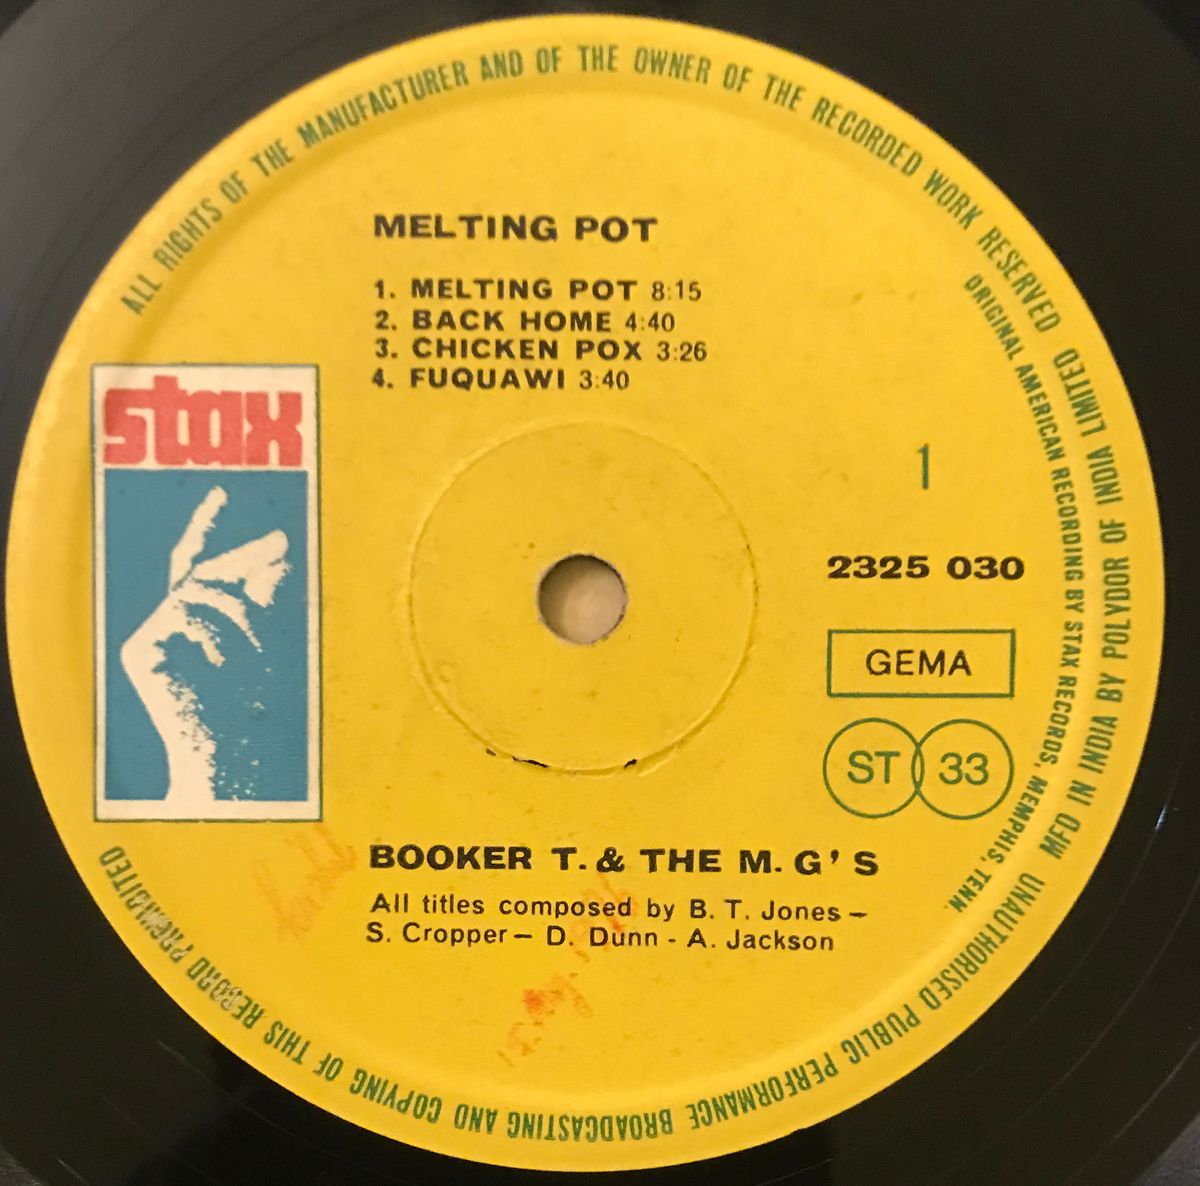 ALL RIGHTS OF THE MANUFACTURER AND OF THE OWNER OF THE RECORDED WORK RESERVED
MELTING POT
1. MELTING POT 8:15
2. BACK HOME 4:40
3. CHICKEN POX 3:26
4. FUQUAWI 3:40
stax
1
2325 030
GEMA
ST 33
BOOKER T. & THE M. G' S
All titles composed by B. T. Jones –
S. Cropper – D. Dunn - A. Jackson
ORIGINAL AMERICAN RECORDING BY STAX RECORDS, MEMPHIS, TENN.
MFD IN INDIA BY POLYDOR OF INDIA LIMITED
UNAUTHORISED PUBLIC PERFORMANCE BROADCASTING AND COPYING OF THIS RECORD PROHIBITED